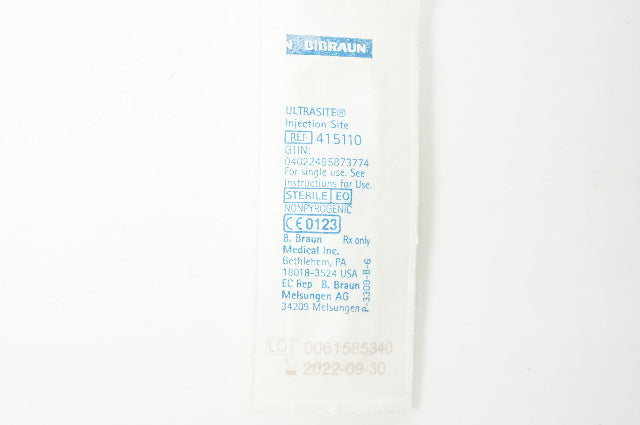 B|BRAUN
ULTRASITE®
Injection Site
REF 415110
GTIN:
04022495873774
For single use. See
Instructions for Use.
STERILE EO
NONPYROGENIC
CE 0123
B. Braun Rx only
Medical Inc.
Bethlehem, PA
18018-3524 USA
EC Rep B. Braun
Melsungen AG
34209 Melsungen
P-3309-B-6
LOT 0061585340
2022-09-30